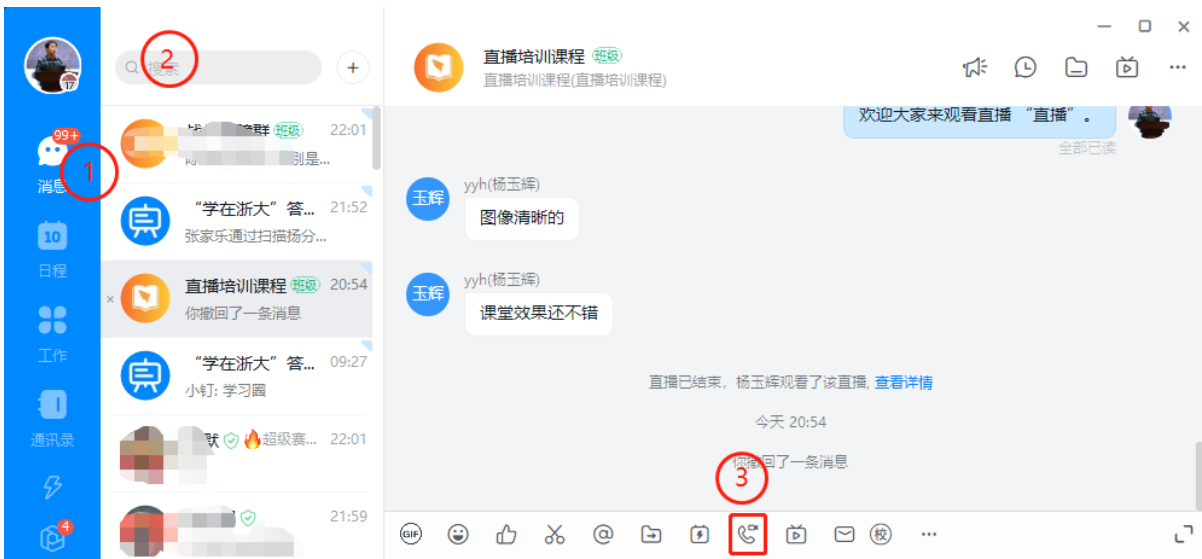 17
99+
消息
1
10
日程
工作
通讯录
4
2
搜索
+
班级
22:01
别是...
“学在浙大”答...
21:52
张家乐通过扫描扬分...
直播培训课程
班级
20:54
你撤回了一条消息
“学在浙大”答...
09:27
小钉: 学习圈
默
超级赛...
22:01
21:59
直播培训课程
班级
直播培训课程(直播培训课程)
欢迎大家来观看直播 “直播”。
全部已读
玉辉
yyh(杨玉辉)
图像清晰的
玉辉
yyh(杨玉辉)
课堂效果还不错
直播已结束，杨玉辉观看了该直播, 查看详情
今天 20:54
你撤回了一条消息
3
GIF
@
校